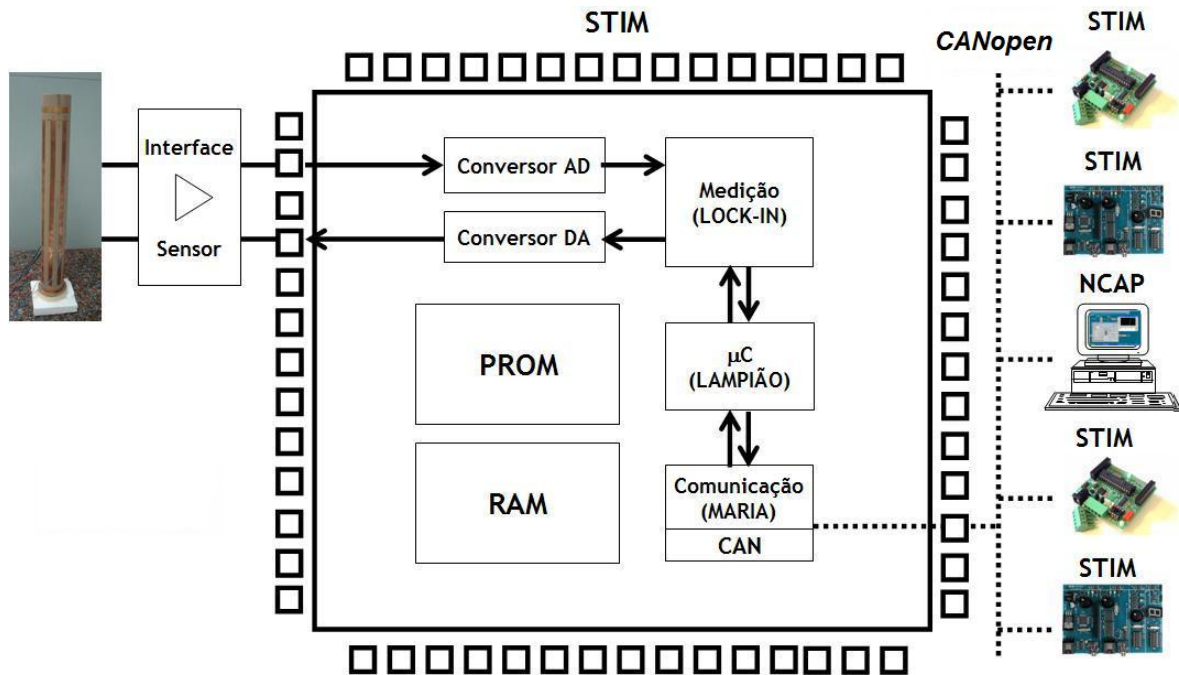 STIM
CANopen
STIM
Interface
Sensor
Conversor AD
Conversor DA
Medição
(LOCK-IN)
PROM
µC
(LAMPIÃO)
RAM
Comunicação
(MARIA)
CAN
STIM
NCAP
STIM
STIM